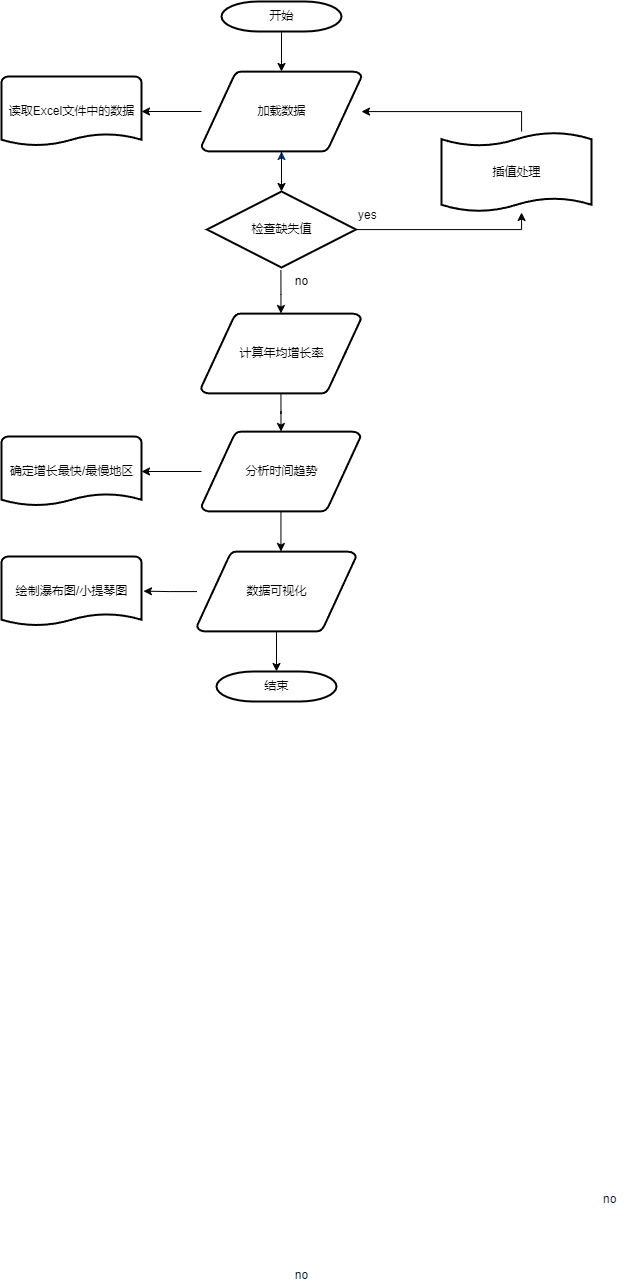 开始
读取Excel文件中的数据
加载数据
插值处理
yes
检查缺失值
no
计算年均增长率
确定增长最快/最慢地区
分析时间趋势
绘制瀑布图/小提琴图
数据可视化
结束
no
no